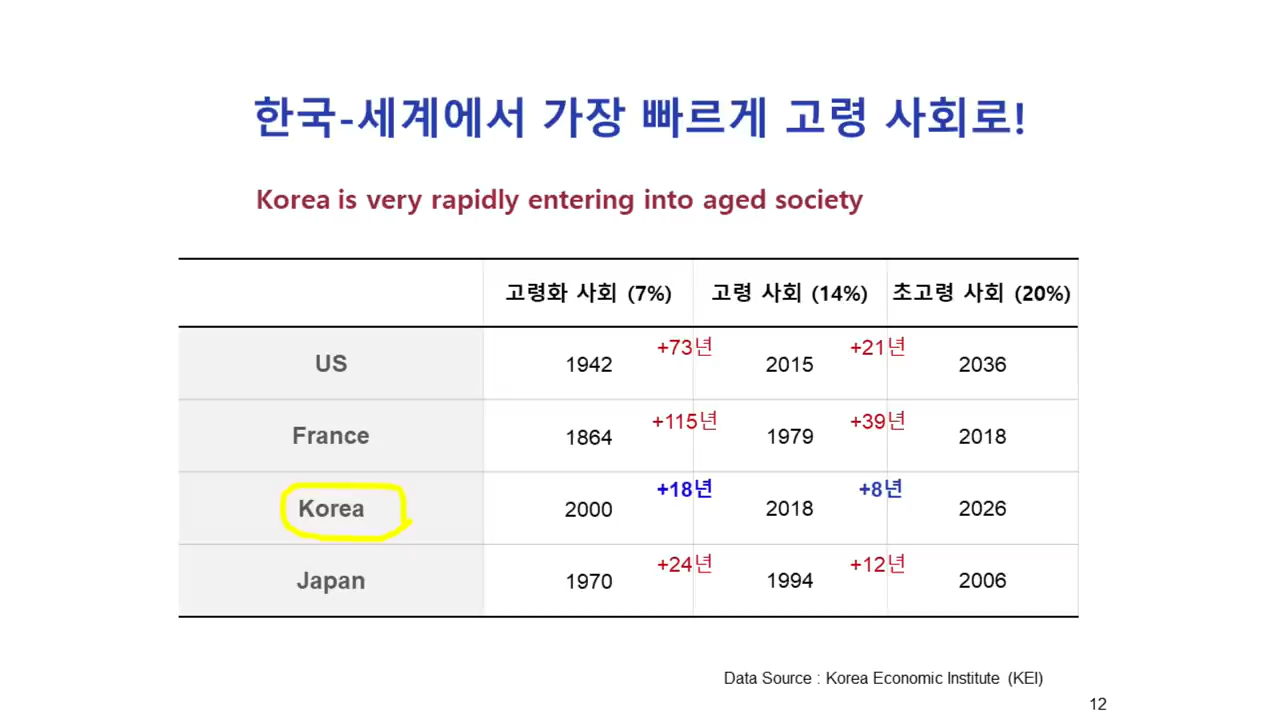 한국-세계에서 가장 빠르게 고령 사회로!
Korea is very rapidly entering into aged society
고령화 사회 (7%) 고령 사회 (14%) 초고령 사회 (20%)
US 1942 +73년 2015 +21년 2036
France 1864 +115년 1979 +39년 2018
Korea 2000 +18년 2018 +8년 2026
Japan 1970 +24년 1994 +12년 2006
Data Source : Korea Economic Institute (KEI)
12